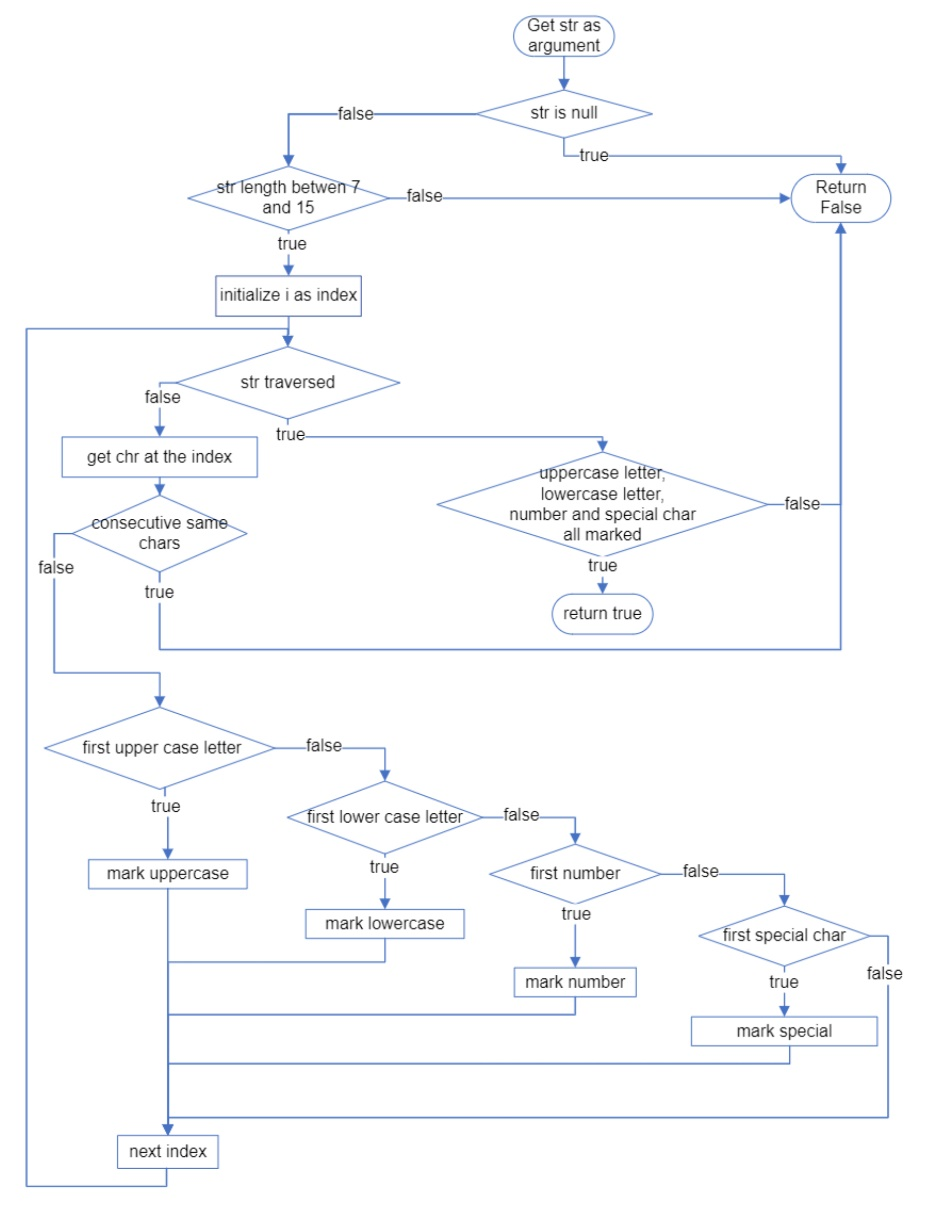 Get str as
argument
str is null
false
true
str length betwen 7
and 15
false
Return
False
true
initialize i as index
str traversed
false
true
get chr at the index
uppercase letter,
lowercase letter,
number and special char
all marked
false
consecutive same
chars
false
true
true
return true
first upper case letter
false
true
first lower case letter
false
mark uppercase
true
first number
false
mark lowercase
true
first special char
false
mark number
true
mark special
next index